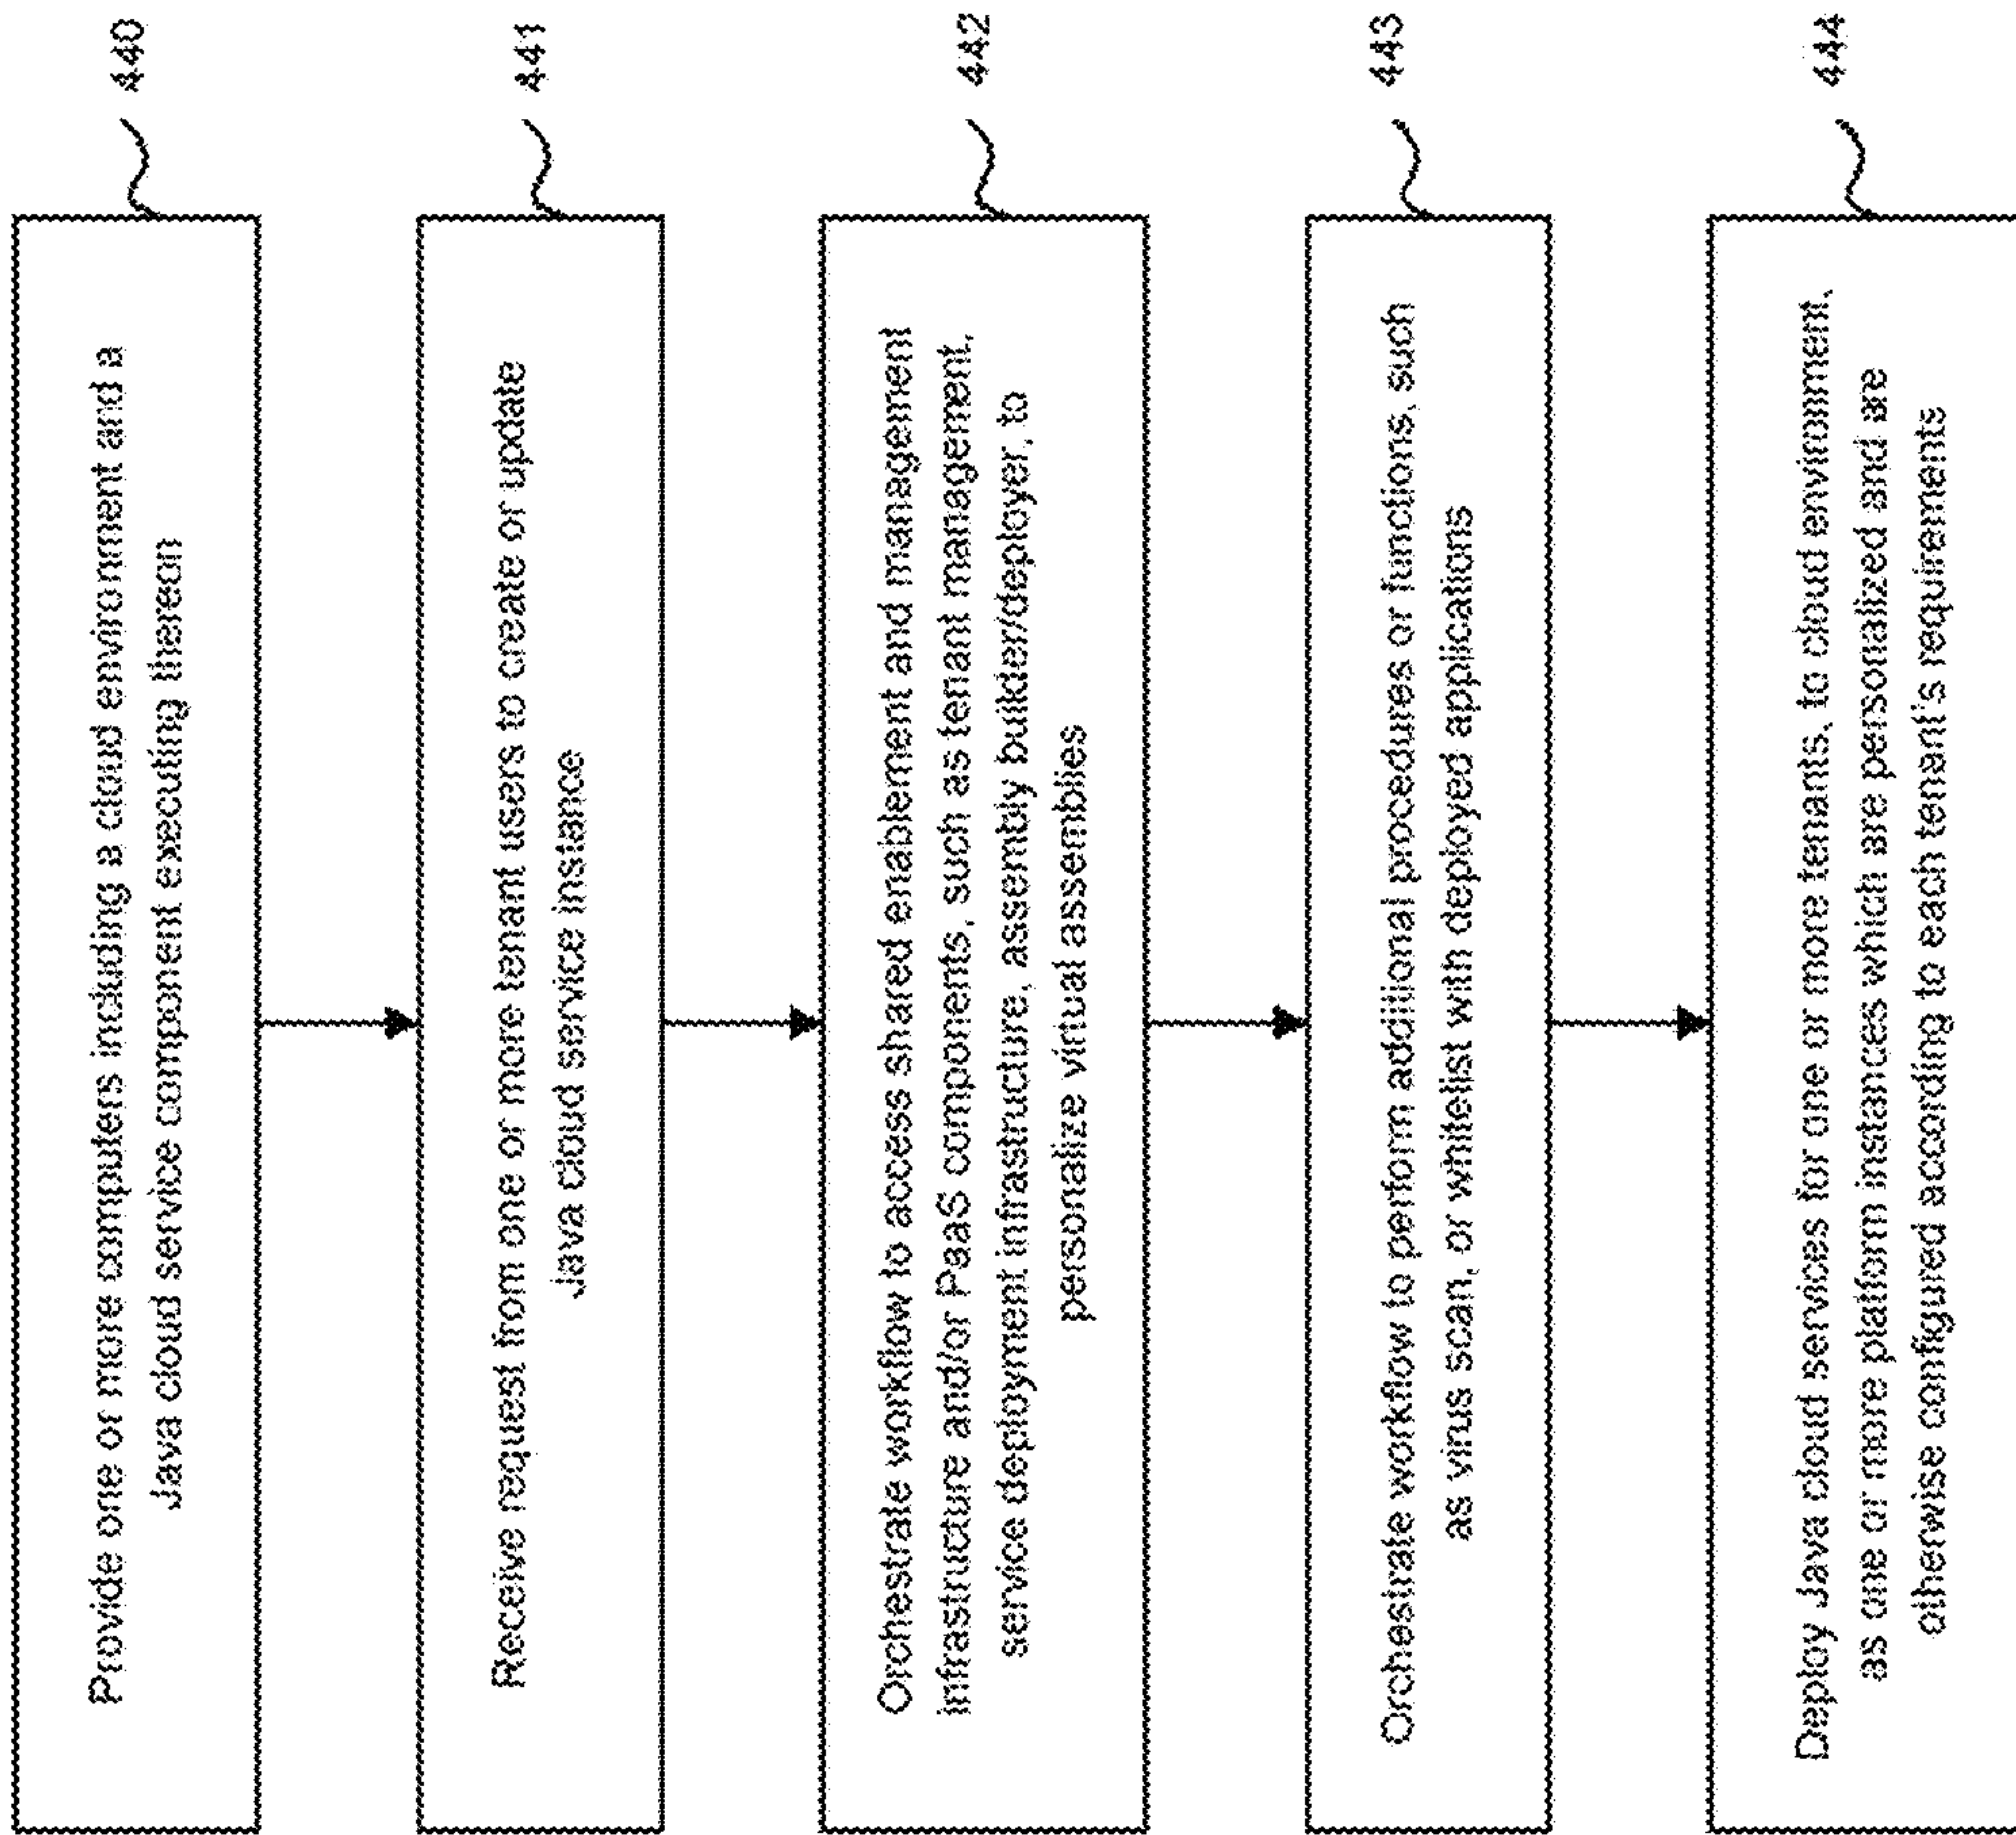 Provide one or more computers including a cloud environment and a
Java cloud service component executing thereon
440
Receive request from one or more tenant users to create or update
Java cloud service instance
441
Orchestrate workflow to access shared enablement and management
infrastructure and/or PaaS components, such as tenant management,
service deployment infrastructure, assembly builder/deployer, to
personalize virtual assemblies
442
Orchestrate workflow to perform additional procedures or functions, such
as virus scan, or whitelist with deployed applications
443
Deploy Java cloud services for one or more tenants, to cloud environment,
as one or more platform instances which are personalized and are
otherwise configured according to each tenant's requirements
444